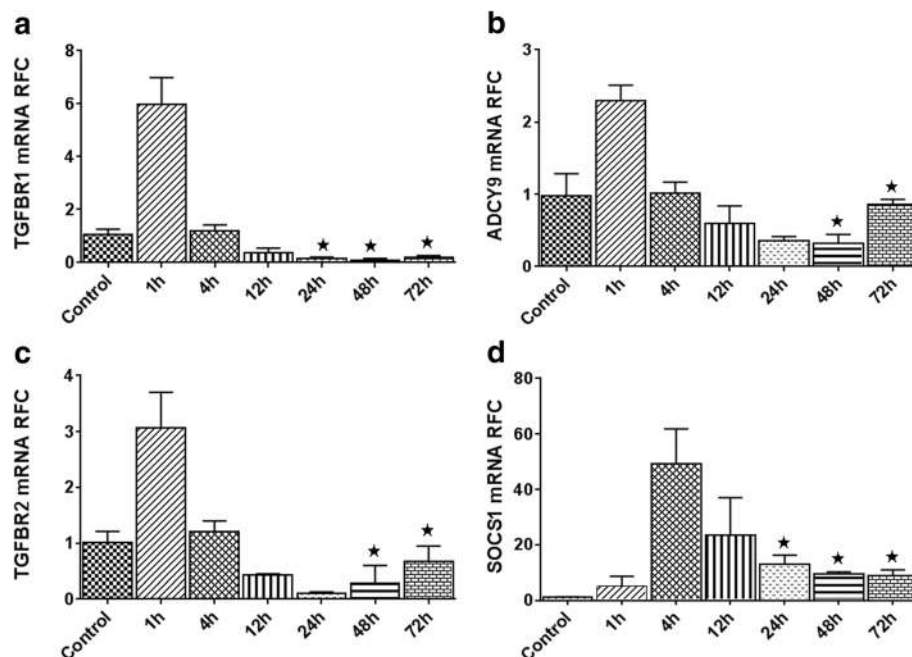 a
TGFBR1 mRNA RFC
8
6
4
2
0
Control 1h 4h 12h 24h 48h 72h
b
ADCY9 mRNA RFC
3
2
1
0
Control 1h 4h 12h 24h 48h 72h
c
TGFBR2 mRNA RFC
4
3
2
1
0
Control 1h 4h 12h 24h 48h 72h
d
SOCS1 mRNA RFC
80
60
40
20
0
Control 1h 4h 12h 24h 48h 72h